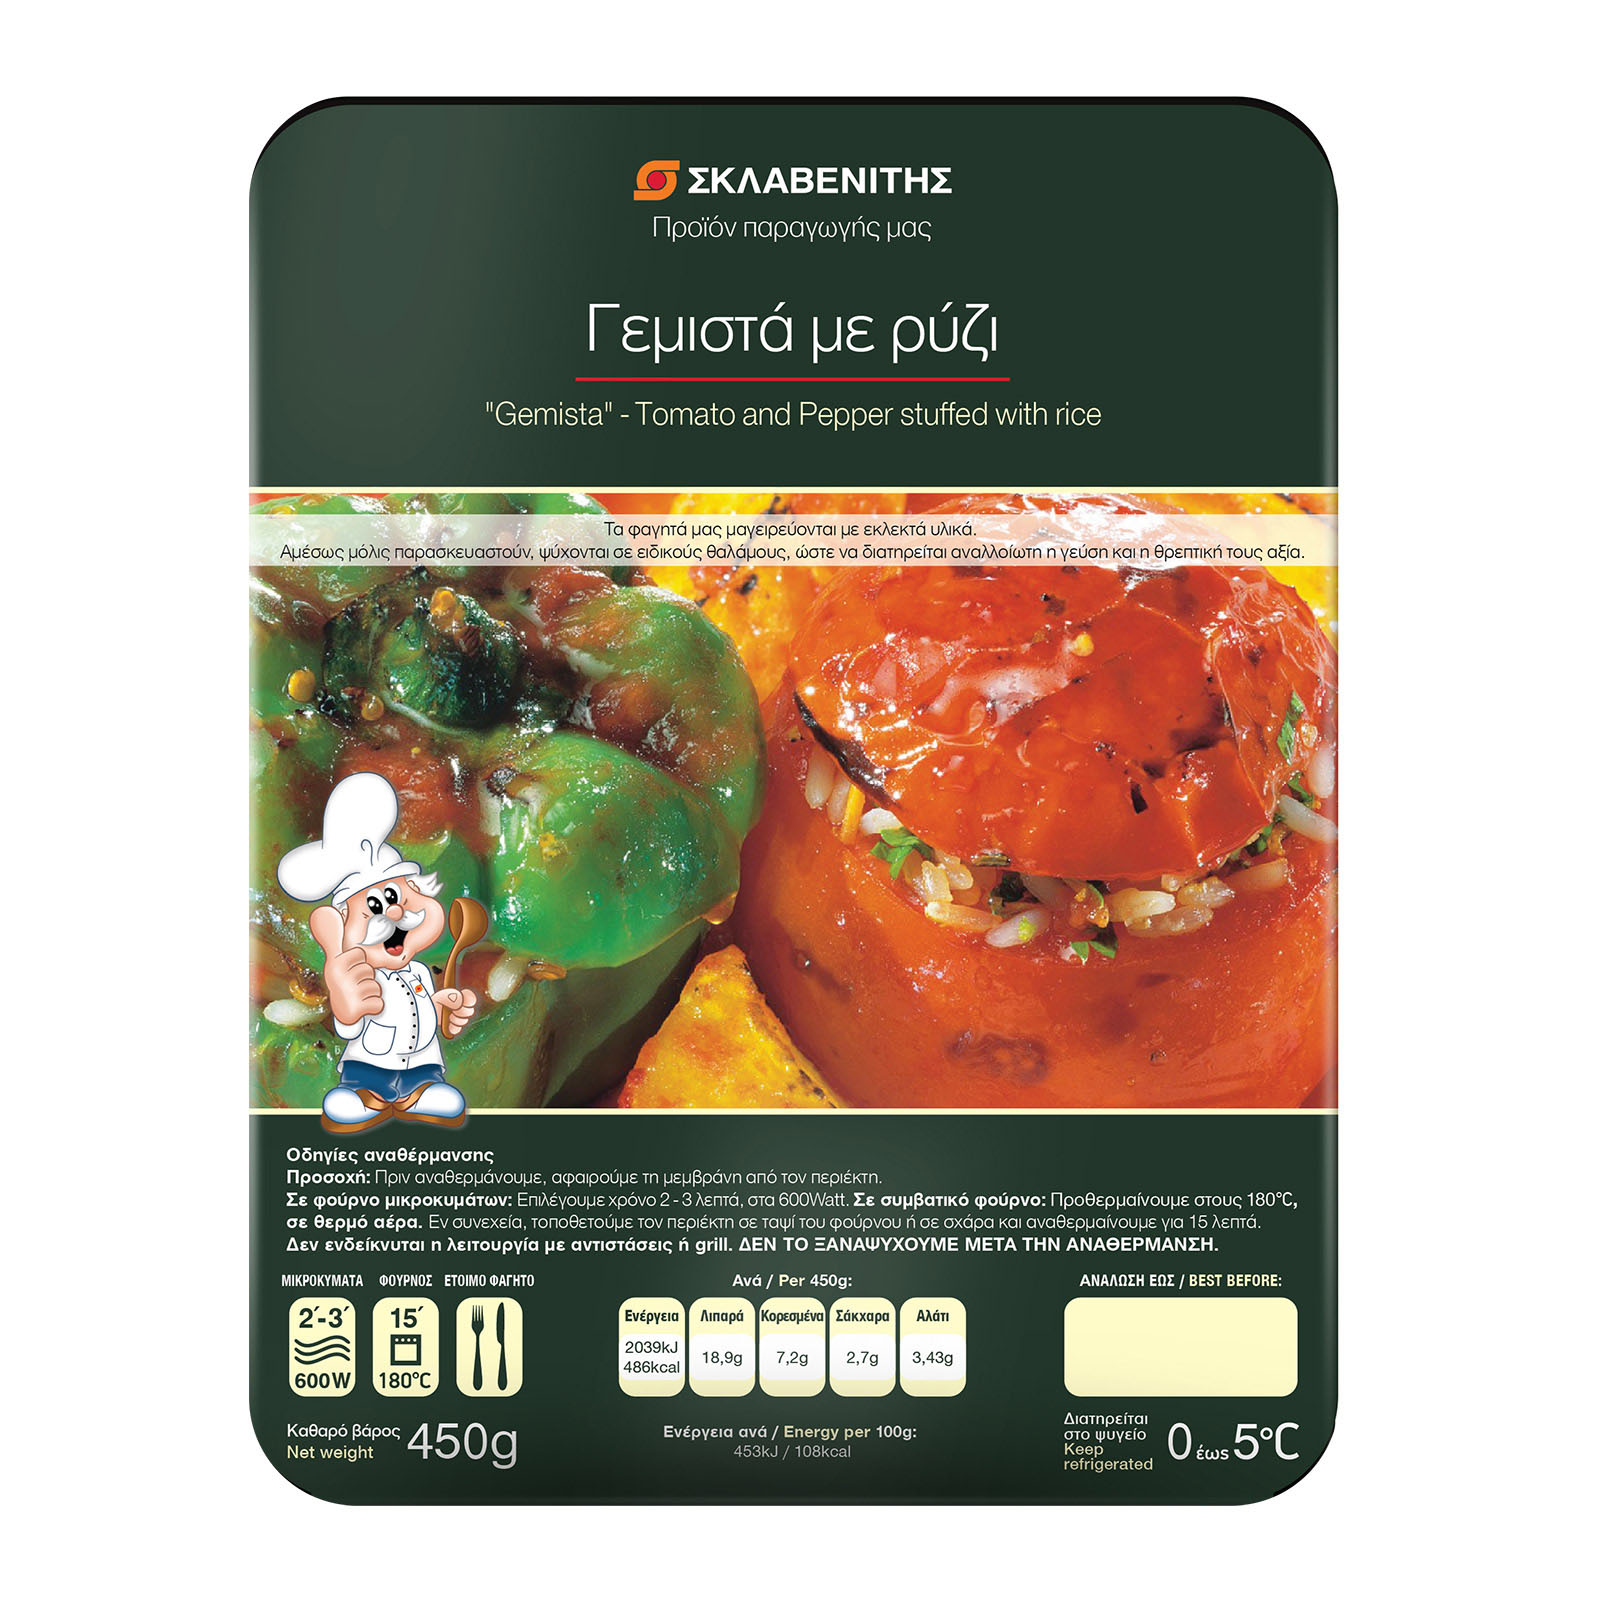 ΣΚΛΑΒΕΝΙΤΗΣ
Προϊόν παραγωγής μας
Γεμιστά με ρύζι
"Gemista" - Tomato and Pepper stuffed with rice
Τα φαγητά μας μαγειρεύονται με εκλεκτά υλικά.
Αμέσως μόλις παρασκευαστούν, ψύχονται σε ειδικούς θαλάμους, ώστε να διατηρείται αναλλοίωτη η γεύση και η θρεπτική τους αξία.
Οδηγίες αναθέρμανσης
Προσοχή: Πριν αναθερμάνουμε, αφαιρούμε τη μεμβράνη από τον περιέκτη.
Σε φούρνο μικροκυμάτων: Επιλέγουμε χρόνο 2 - 3 λεπτά, στα 600Watt. Σε συμβατικό φούρνο: Προθερμαίνουμε στους 180°C,
σε θερμό αέρα. Εν συνεχεία, τοποθετούμε τον περιέκτη σε ταψί του φούρνου ή σε σχάρα και αναθερμαίνουμε για 15 λεπτά.
Δεν ενδείκνυται η λειτουργία με αντιστάσεις ή grill. ΔΕΝ ΤΟ ΞΑΝΑΨΥΧΟΥΜΕ ΜΕΤΑ ΤΗΝ ΑΝΑΘΕΡΜΑΝΣΗ.
ΜΙΚΡΟΚΥΜΑΤΑ ΦΟΥΡΝΟΣ ΕΤΟΙΜΟ ΦΑΓΗΤΟ
2΄-3΄ 15΄
600W 180°C
Ανά / Per 450g:
Ενέργεια Λιπαρά Κορεσμένα Σάκχαρα Αλάτι
2039kJ
486kcal 18,9g 7,2g 2,7g 3,43g
ΑΝΑΛΩΣΗ ΕΩΣ / BEST BEFORE:
Καθαρό βάρος
Net weight 450g
Ενέργεια ανά / Energy per 100g:
453kJ / 108kcal
Διατηρείται
στο ψυγείο
Keep
refrigerated
0 έως 5°C